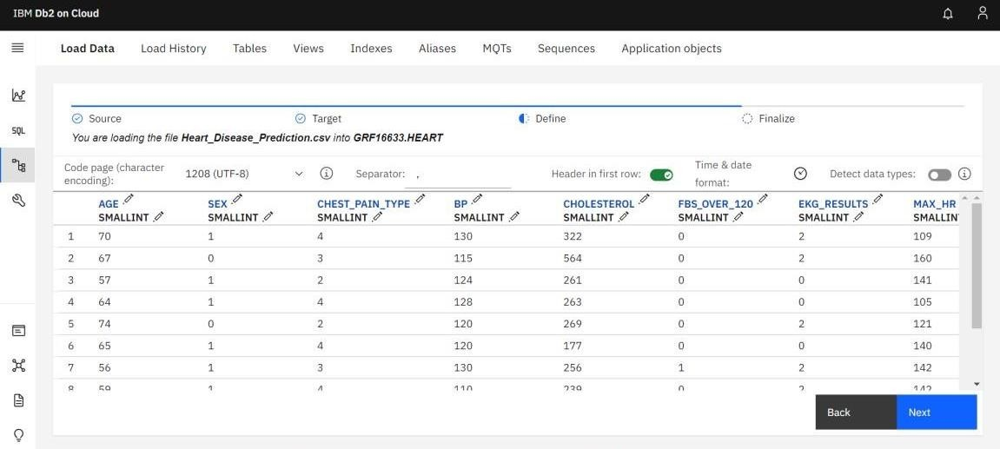 IBM Db2 on Cloud
Load Data Load History Tables Views Indexes Aliases MQTs Sequences Application objects
SQL
Source Target Define Finalize
You are loading the file Heart_Disease_Prediction.csv into GRF16633.HEART
Code page (character encoding): 1208 (UTF-8) Separator: , Header in first row: Time & date format: Detect data types:
AGE SEX CHEST_PAIN_TYPE BP CHOLESTEROL FBS_OVER_120 EKG_RESULTS MAX_HR
SMALLINT SMALLINT SMALLINT SMALLINT SMALLINT SMALLINT SMALLINT SMALLIN
1 70 1 4 130 322 0 2 109
2 67 0 3 115 564 0 2 160
3 57 1 2 124 261 0 0 141
4 64 1 4 128 263 0 0 105
5 74 0 2 120 269 0 2 121
6 65 1 4 120 177 0 0 140
7 56 1 3 130 256 1 2 142
8 59 1 4 110 239 0 2 142
Back Next